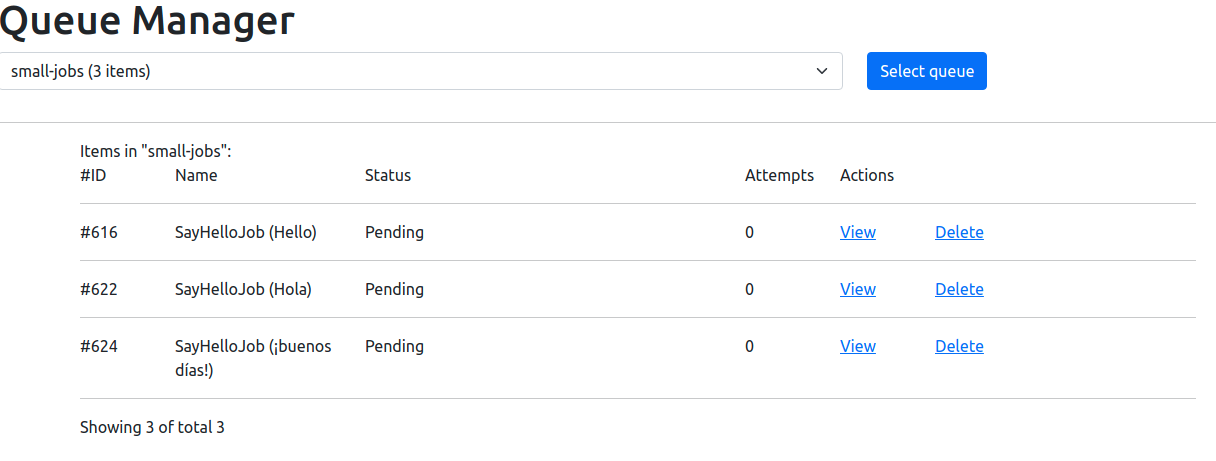 Queue Manager
small-jobs (3 items)
Select queue
Items in "small-jobs":
#ID Name Status Attempts Actions
#616 SayHelloJob (Hello) Pending 0 View Delete
#622 SayHelloJob (Hola) Pending 0 View Delete
#624 SayHelloJob (¡buenos Pending 0 View Delete
días!)
Showing 3 of total 3